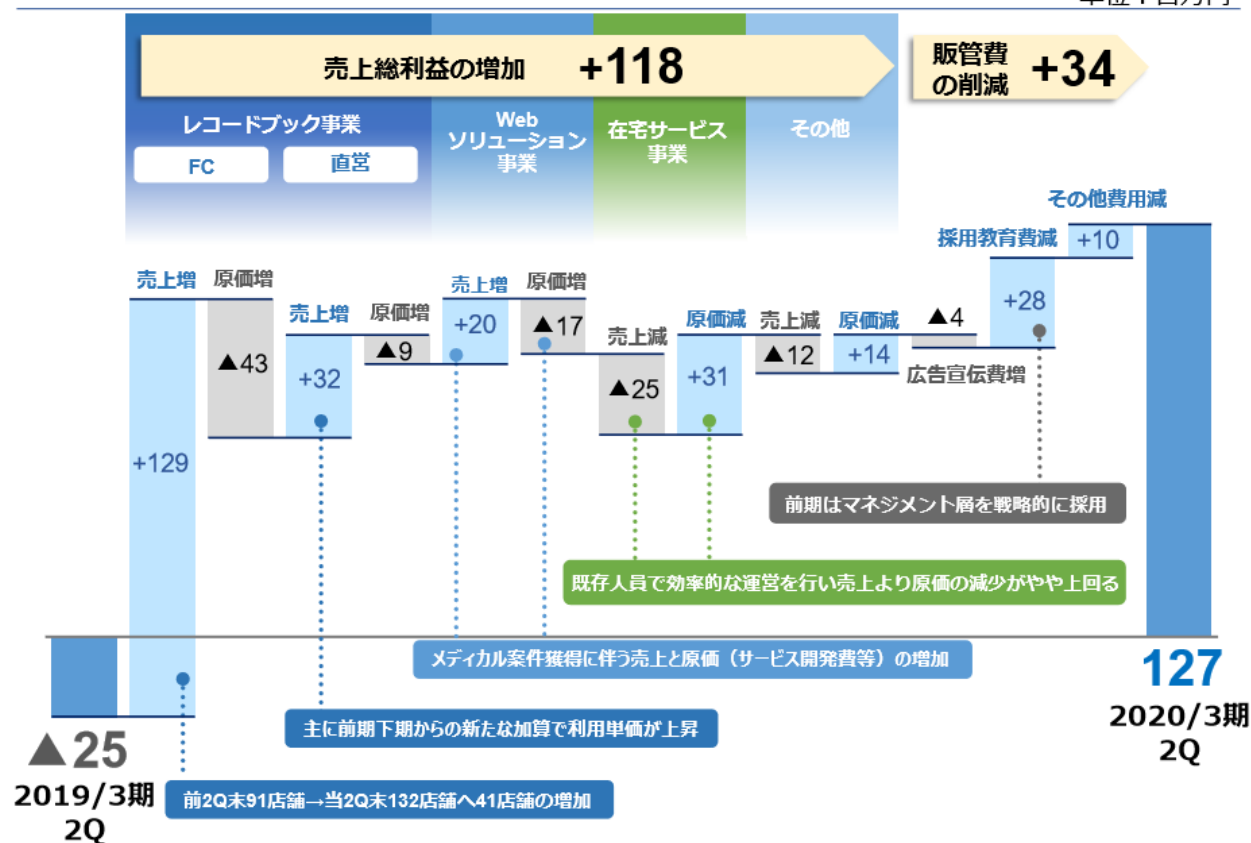 売上総利益の増加 +118
販管費
の削減 +34
レコードブック事業
FC
直営
Web
ソリューション
事業
在宅サービス
事業
その他
売上増
+129
原価増
▲43
売上増
+32
原価増
▲9
売上増
+20
原価増
▲17
売上減
▲25
原価減
+31
売上減
▲12
原価減
+14
▲4
広告宣伝費増
採用教育費減
+28
その他費用減
+10
前期はマネジメント層を戦略的に採用
既存人員で効率的な運営を行い売上より原価の減少がやや上回る
メディカル案件獲得に伴う売上と原価（サービス開発費等）の増加
主に前期下期からの新たな加算で利用単価が上昇
前2Q末91店舗→当2Q末132店舗へ41店舗の増加
▲25
2019/3期
2Q
127
2020/3期
2Q